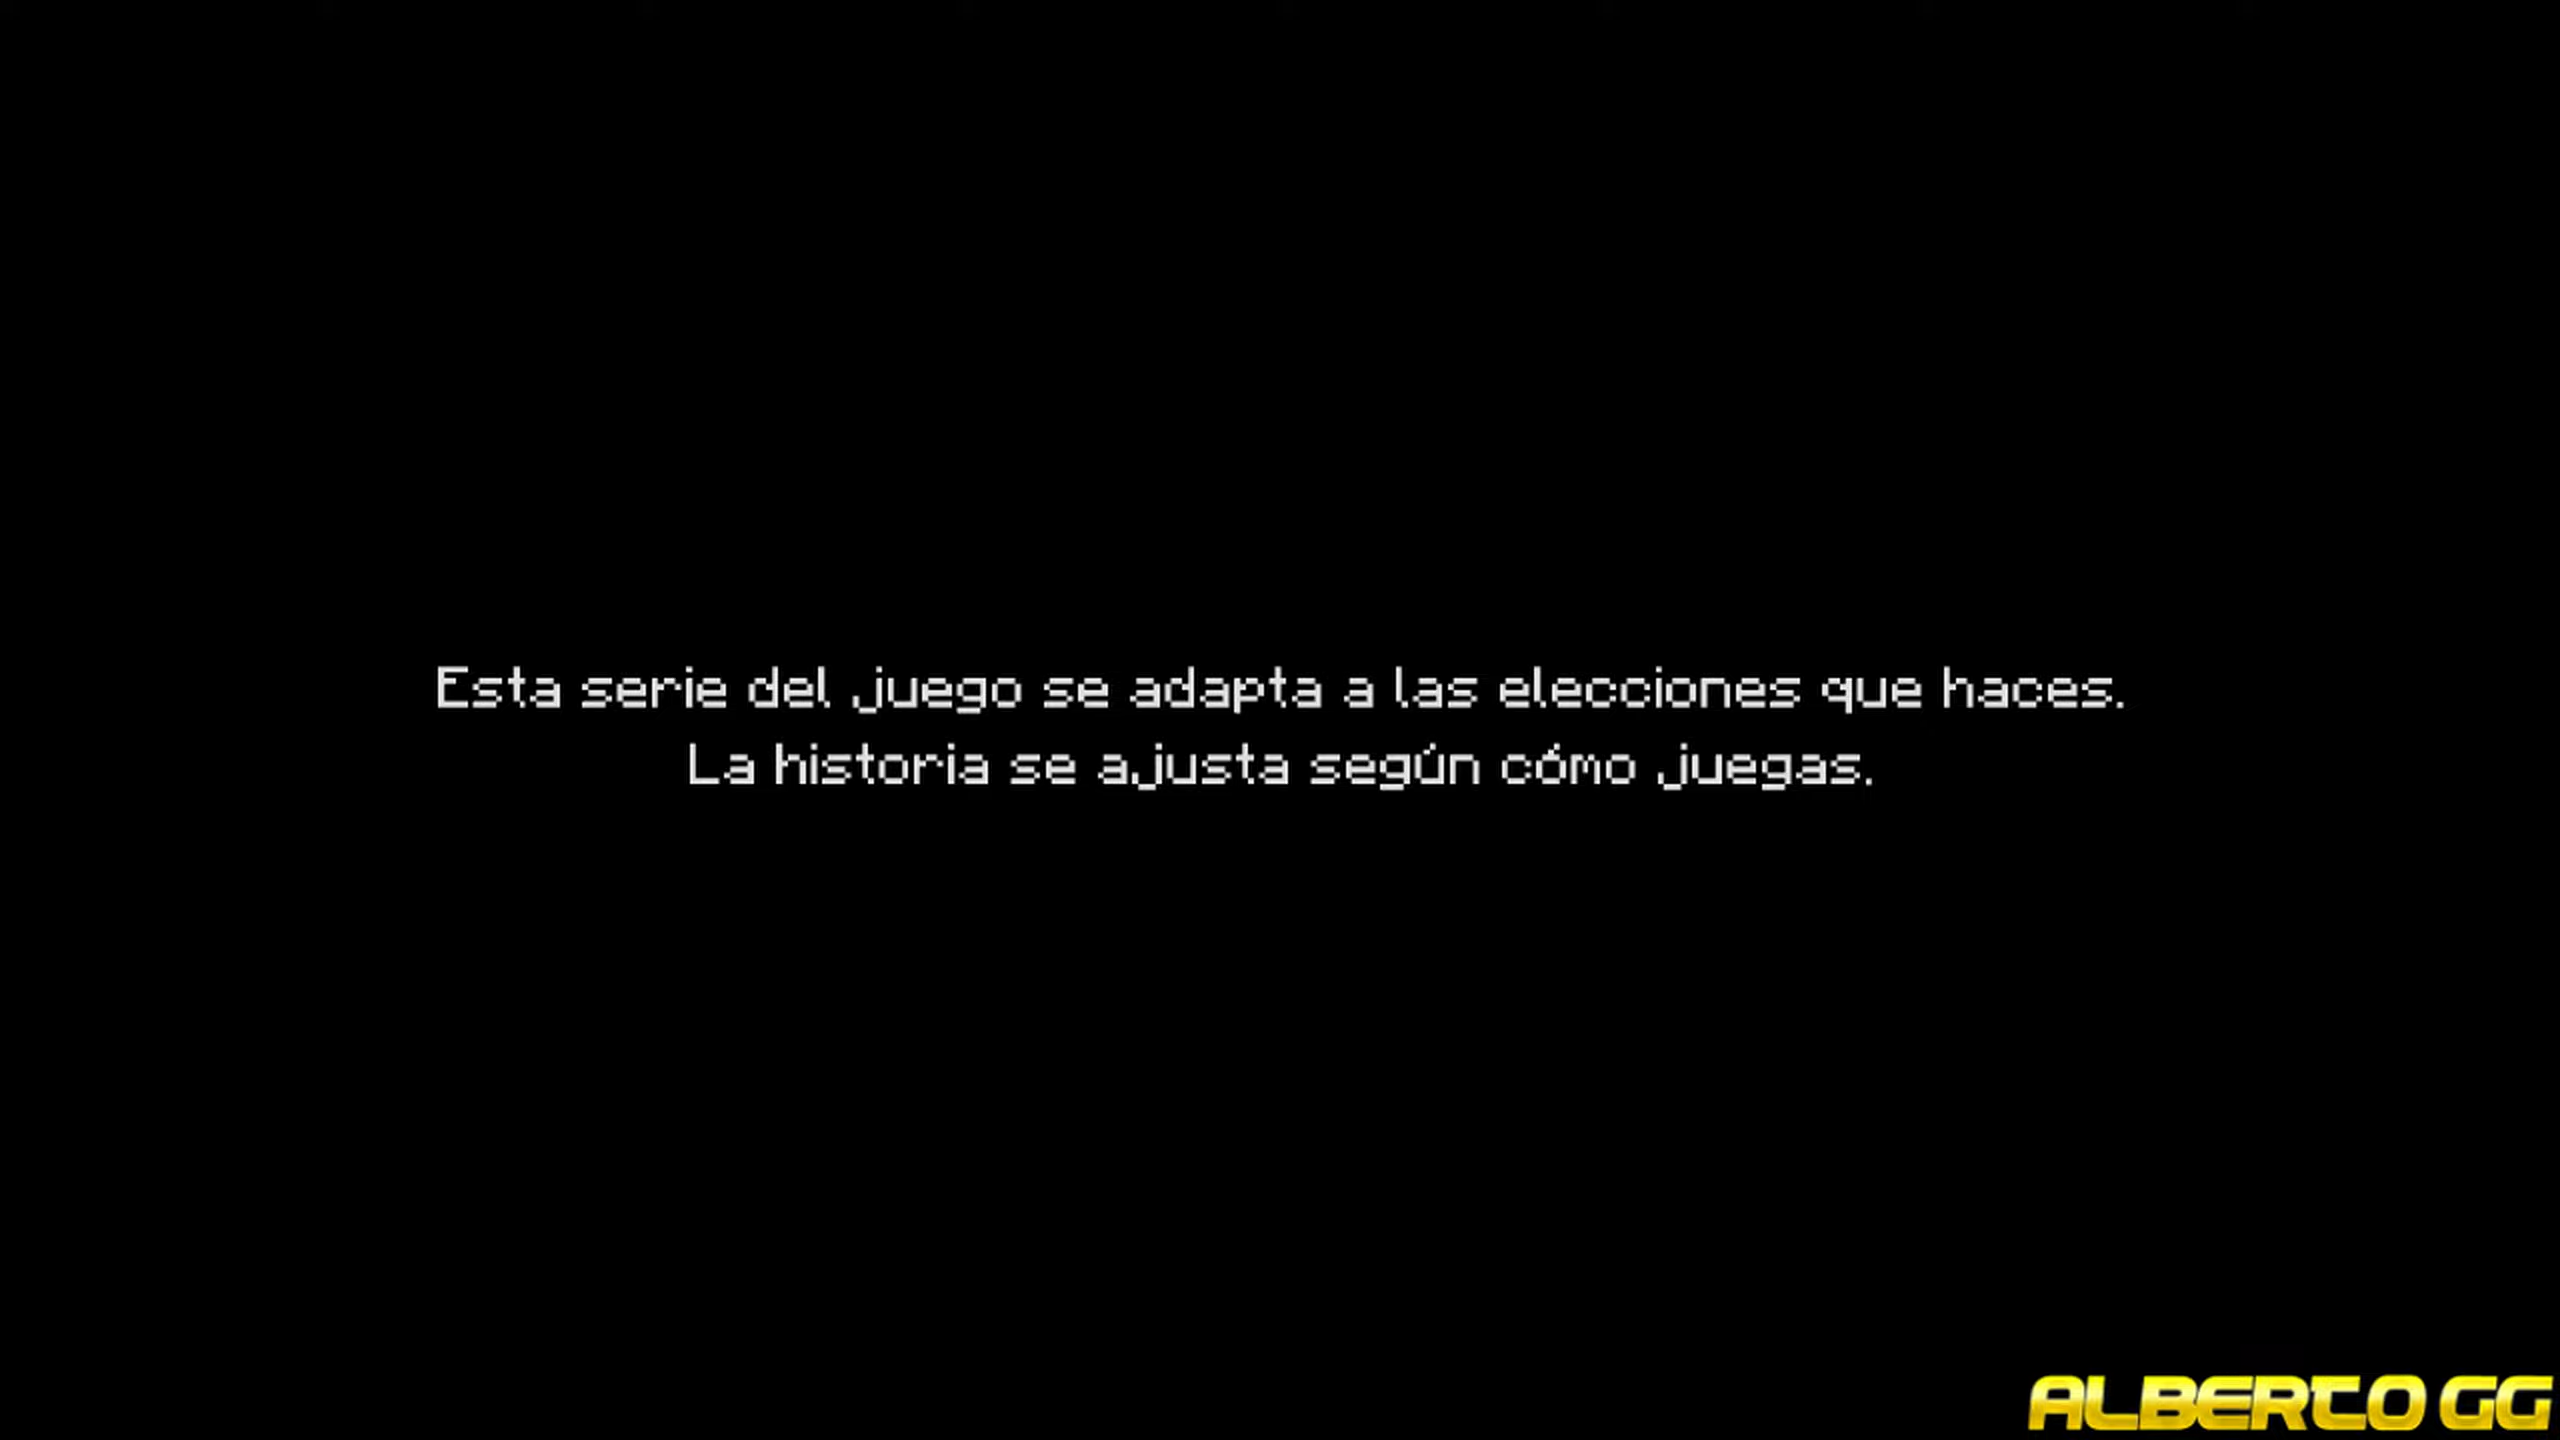 Esta serie del juego se adapta a las elecciones que haces.
La historia se ajusta según cómo juegas.
ALBERTO GG